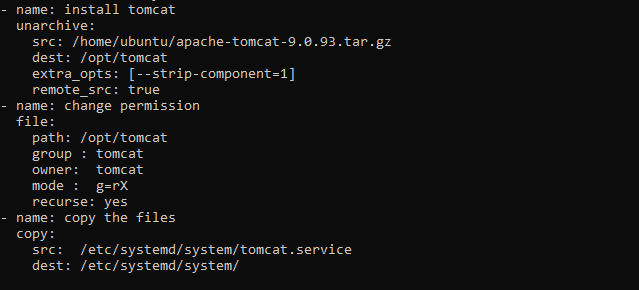 - name: install tomcat
  unarchive:
    src: /home/ubuntu/apache-tomcat-9.0.93.tar.gz
    dest: /opt/tomcat
    extra_opts: [--strip-component=1]
    remote_src: true
- name: change permission
  file:
    path: /opt/tomcat
    group : tomcat
    owner:  tomcat
    mode :  g=rX
    recurse: yes
- name: copy the files
  copy:
    src:  /etc/systemd/system/tomcat.service
    dest: /etc/systemd/system/